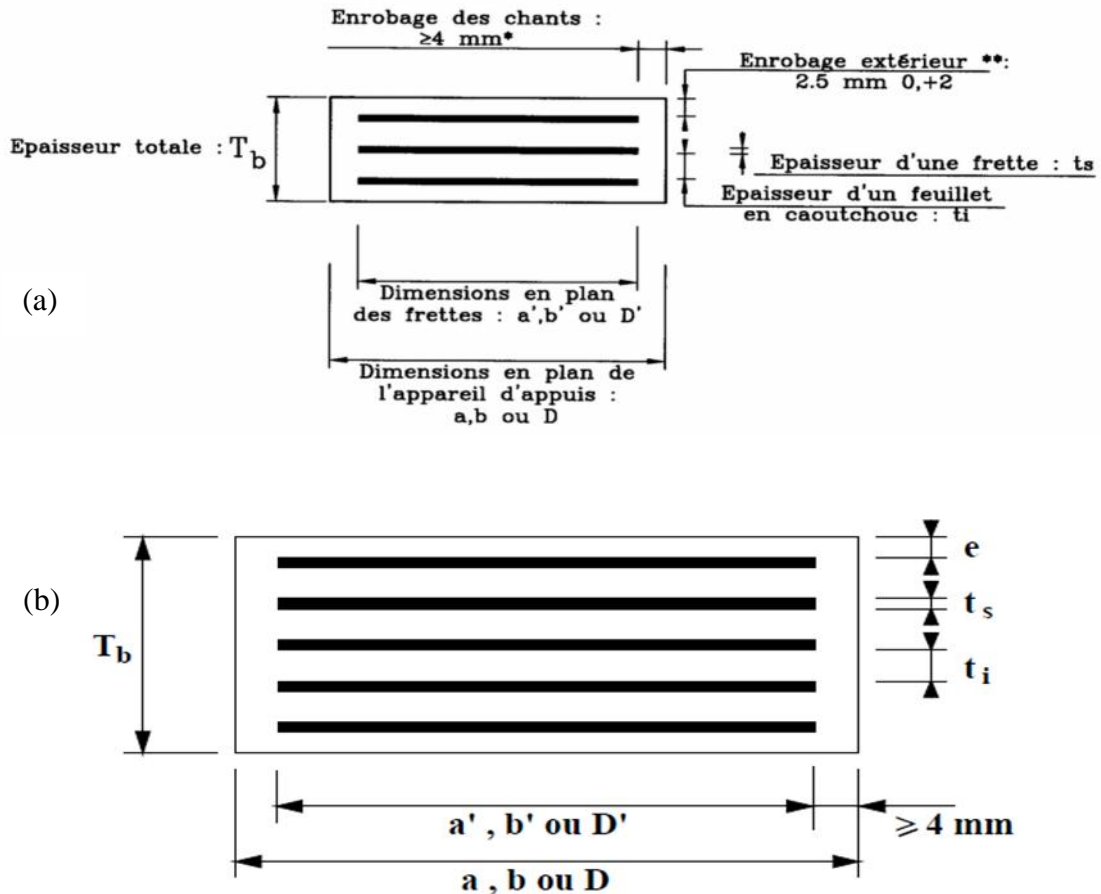 Enrobage des chants :
≥4 mm*
Enrobage extérieur **:
2.5 mm 0,+2
Epaisseur totale : Tb
Epaisseur d'une frette : ts
Epaisseur d'un feuillet
en caoutchouc : ti
(a)
Dimensions en plan
des frettes : a',b' ou D'
Dimensions en plan de
l'appareil d'appuis :
a,b ou D
(b)
e
ts
Tb
ti
a' , b' ou D'
≥ 4 mm
a , b ou D